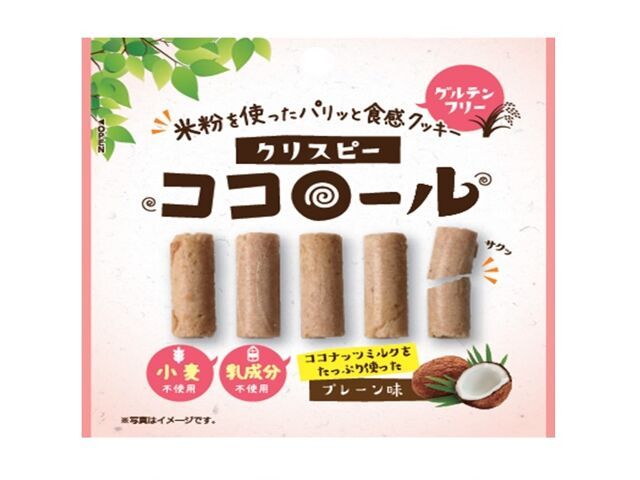 OPEN
グルテン
フリー
米粉を使ったパリッと食感クッキー
クリスピー
ココロール
サクッ
小麦
不使用
乳成分
不使用
ココナッツミルクを
たっぷり使った
プレーン味
※写真はイメージです。